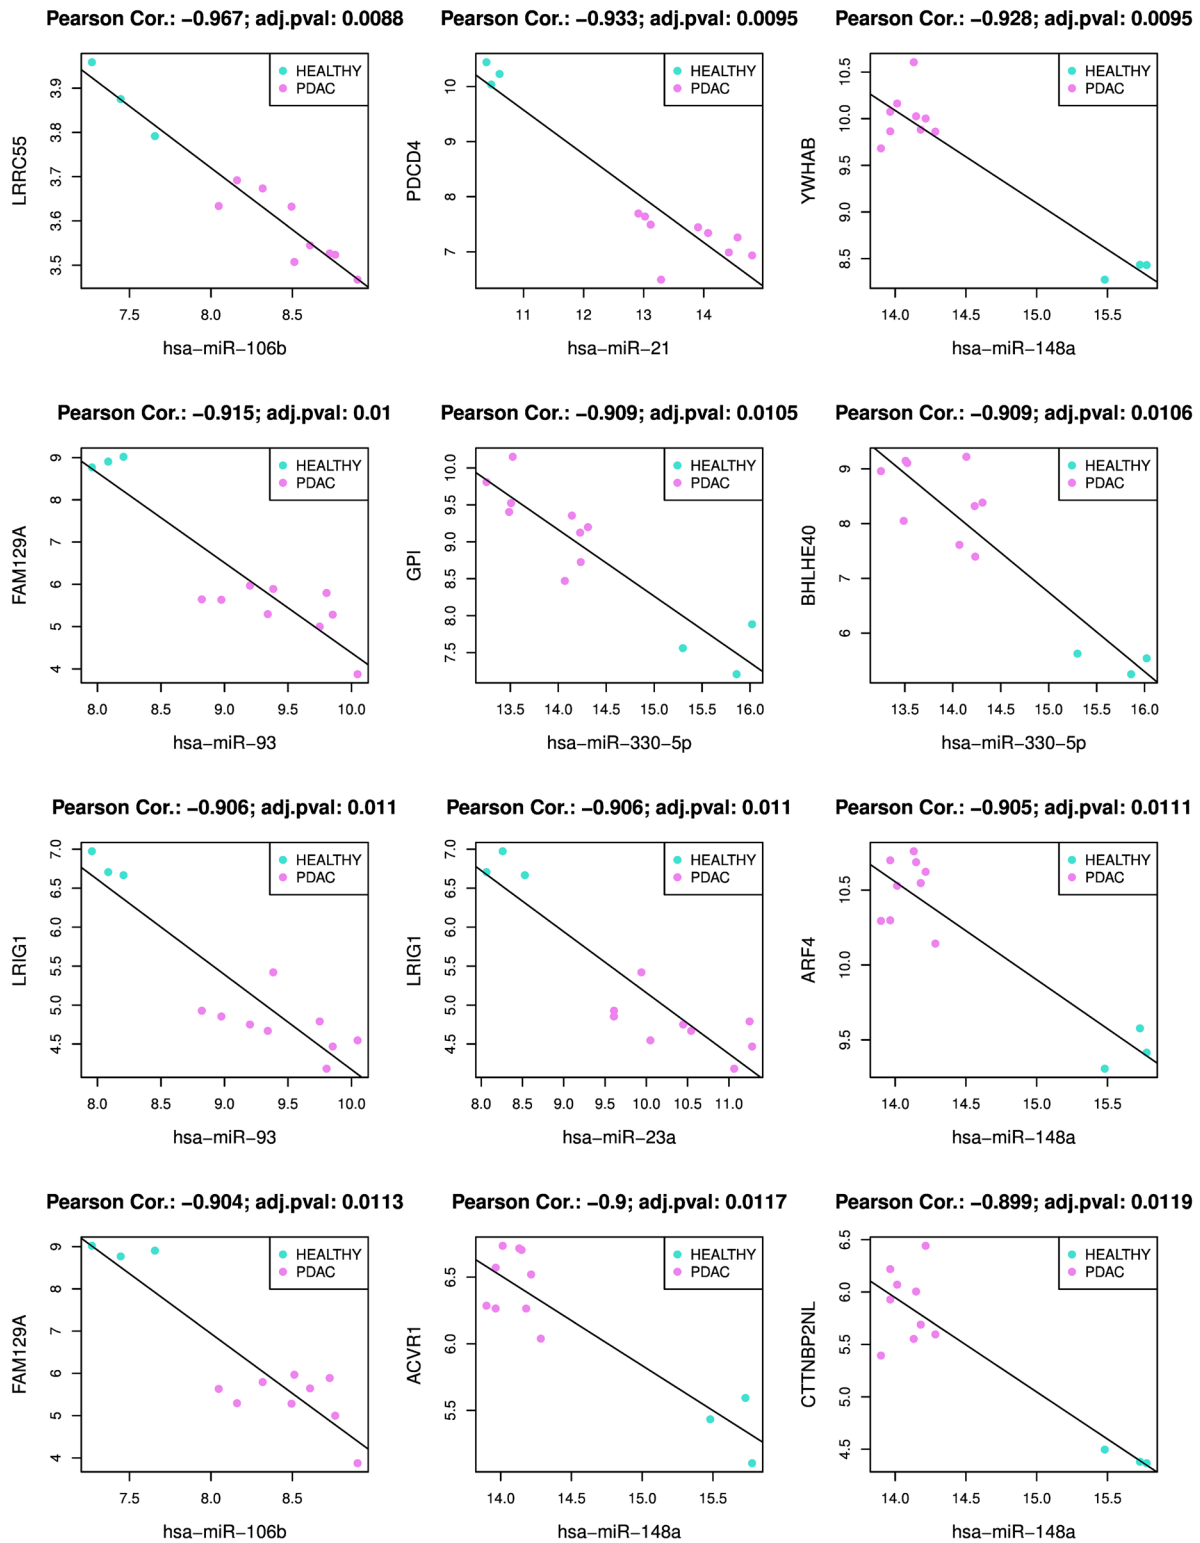 Pearson Cor.: −0.967; adj.pval: 0.0088
LRRC55
3.9
3.8
3.7
3.6
3.5
HEALTHY
PDAC
7.5 8.0 8.5
hsa−miR−106b
Pearson Cor.: −0.933; adj.pval: 0.0095
PDCD4
10
9
8
7
HEALTHY
PDAC
11 12 13 14
hsa−miR−21
Pearson Cor.: −0.928; adj.pval: 0.0095
YWHAB
10.5
10.0
9.5
9.0
8.5
HEALTHY
PDAC
14.0 14.5 15.0 15.5
hsa−miR−148a
Pearson Cor.: −0.915; adj.pval: 0.01
FAM129A
9
8
7
6
5
4
HEALTHY
PDAC
8.0 8.5 9.0 9.5 10.0
hsa−miR−93
Pearson Cor.: −0.909; adj.pval: 0.0105
GPI
10.0
9.5
9.0
8.5
8.0
7.5
HEALTHY
PDAC
13.5 14.0 14.5 15.0 15.5 16.0
hsa−miR−330−5p
Pearson Cor.: −0.909; adj.pval: 0.0106
BHLHE40
9
8
7
6
HEALTHY
PDAC
13.5 14.0 14.5 15.0 15.5 16.0
hsa−miR−330−5p
Pearson Cor.: −0.906; adj.pval: 0.011
LRIG1
7.0
6.5
6.0
5.5
5.0
4.5
HEALTHY
PDAC
8.0 8.5 9.0 9.5 10.0
hsa−miR−93
Pearson Cor.: −0.906; adj.pval: 0.011
LRIG1
7.0
6.5
6.0
5.5
5.0
4.5
HEALTHY
PDAC
8.0 8.5 9.0 9.5 10.0 10.5 11.0
hsa−miR−23a
Pearson Cor.: −0.905; adj.pval: 0.0111
ARF4
10.5
10.0
9.5
HEALTHY
PDAC
14.0 14.5 15.0 15.5
hsa−miR−148a
Pearson Cor.: −0.904; adj.pval: 0.0113
FAM129A
9
8
7
6
5
4
HEALTHY
PDAC
7.5 8.0 8.5
hsa−miR−106b
Pearson Cor.: −0.9; adj.pval: 0.0117
ACVR1
6.5
6.0
5.5
HEALTHY
PDAC
14.0 14.5 15.0 15.5
hsa−miR−148a
Pearson Cor.: −0.899; adj.pval: 0.0119
CTTNBP2NL
6.5
6.0
5.5
5.0
4.5
HEALTHY
PDAC
14.0 14.5 15.0 15.5
hsa−miR−148a